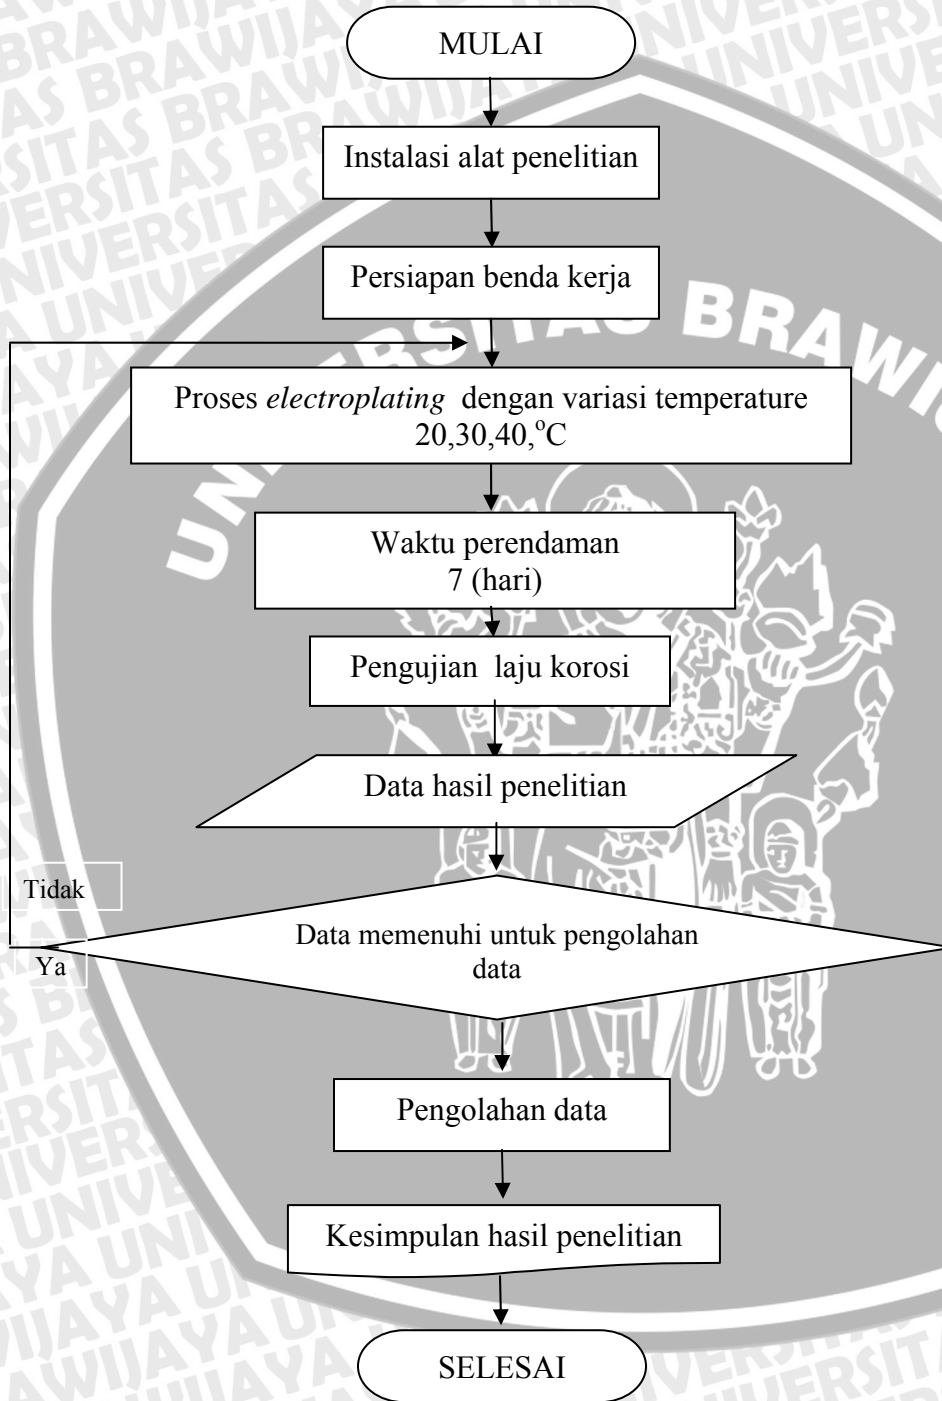 MULAI
Instalasi alat penelitian
Persiapan benda kerja
UNIVERSITAS BRAWIJ
Proses electroplating dengan variasi temperature
20,30,40,°C
Waktu perendaman
7 (hari)
Pengujian laju korosi
Data hasil penelitian
Tidak
Data memenuhi untuk pengolahan
data
Ya
Pengolahan data
Kesimpulan hasil penelitian
SELESAI